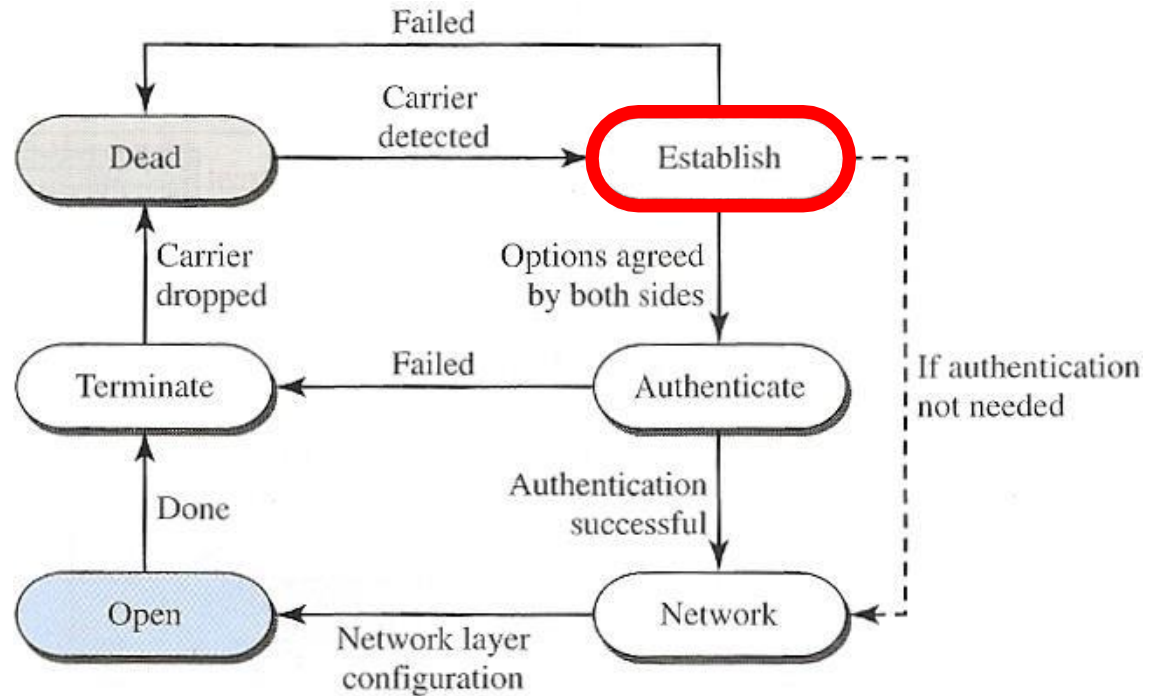 Failed
Carrier
detected
Dead
Establish
Carrier
dropped
Options agreed
by both sides
Terminate
Failed
Authenticate
If authentication
not needed
Done
Authentication
successful
Open
Network layer
configuration
Network